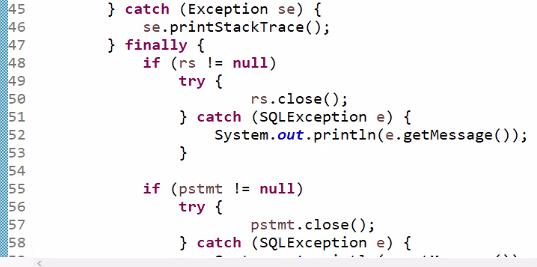 45 } catch (Exception se) {
46 se.printStackTrace();
47 } finally {
48 if (rs != null)
49 try {
50 rs.close();
51 } catch (SQLException e) {
52 System.out.println(e.getMessage());
53 }
54
55 if (pstmt != null)
56 try {
57 pstmt.close();
58 } catch (SQLException e) {